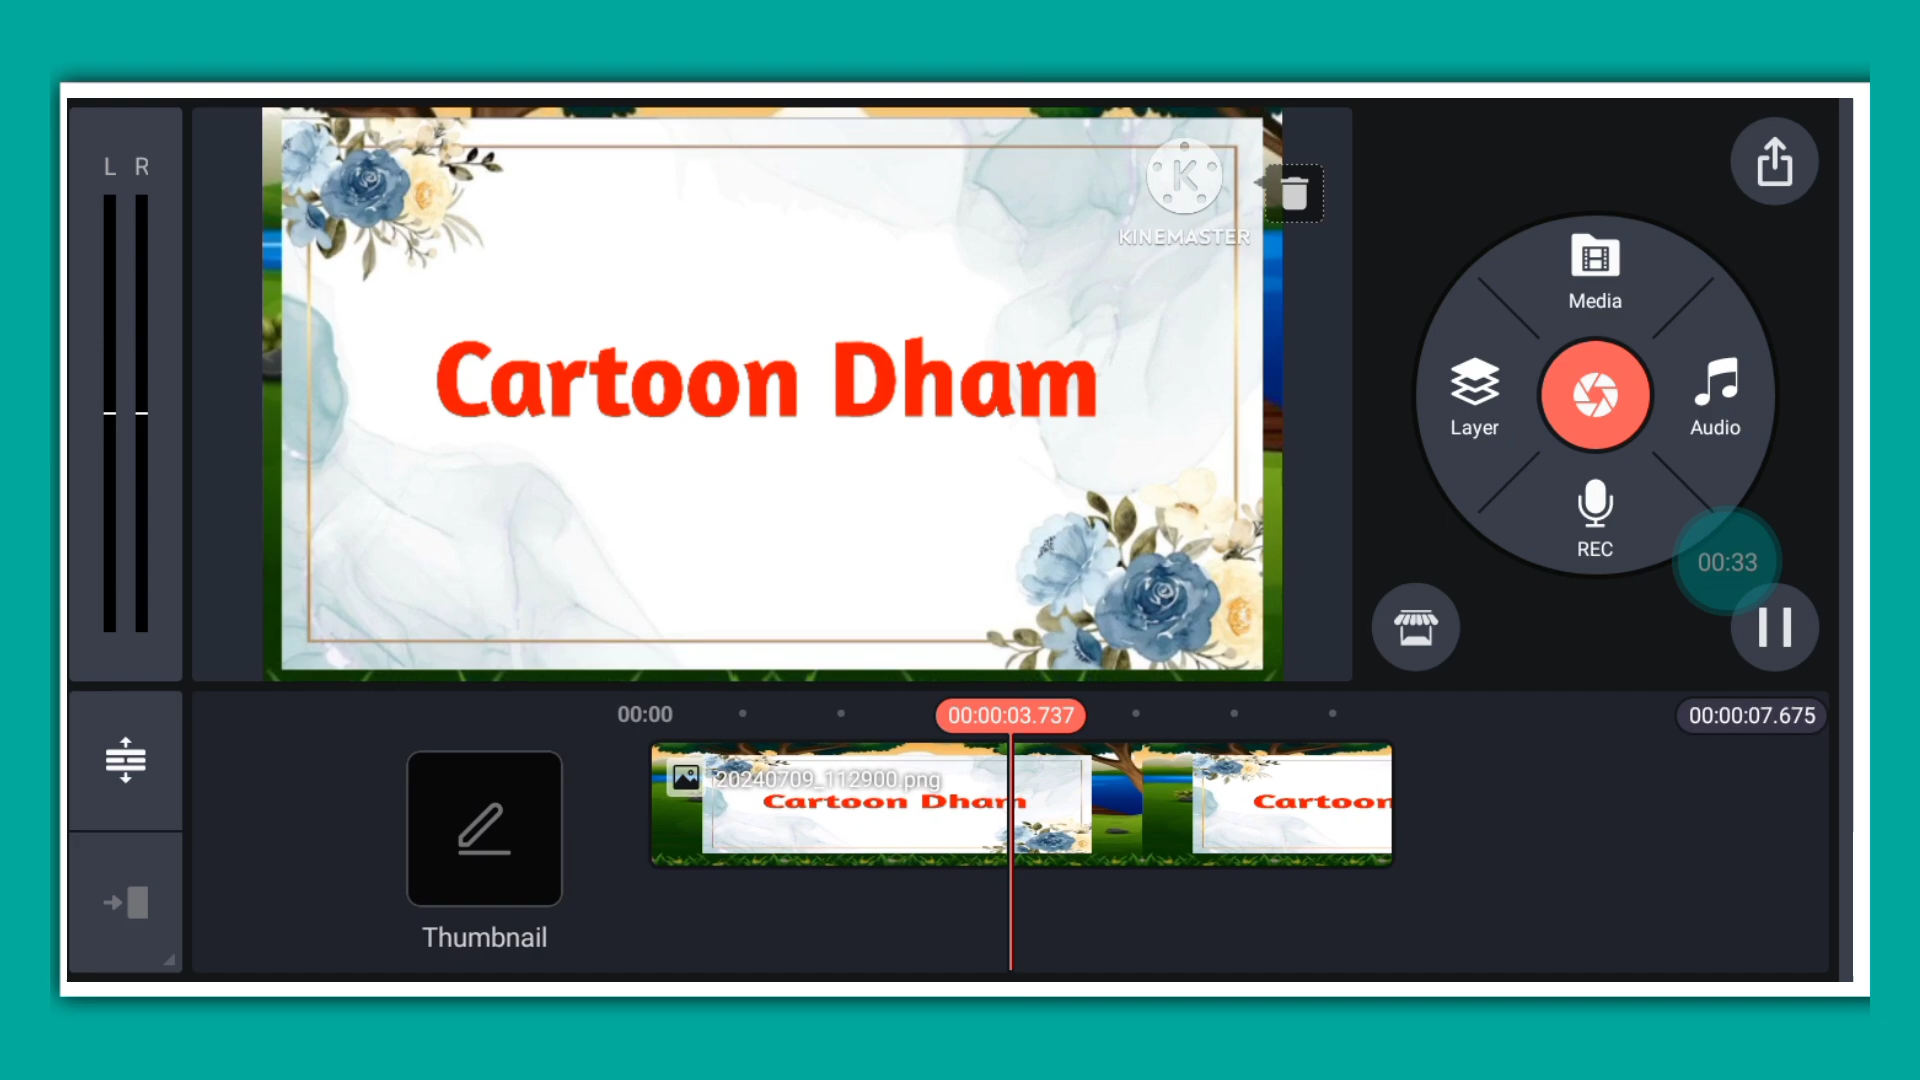 L R
K
KINEMASTER
Cartoon Dham
Media
Layer
Audio
REC
00:33
00:00
00:00:03.737
00:00:07.675
20240709_112900.png
Cartoon Dham
Cartoon
Thumbnail